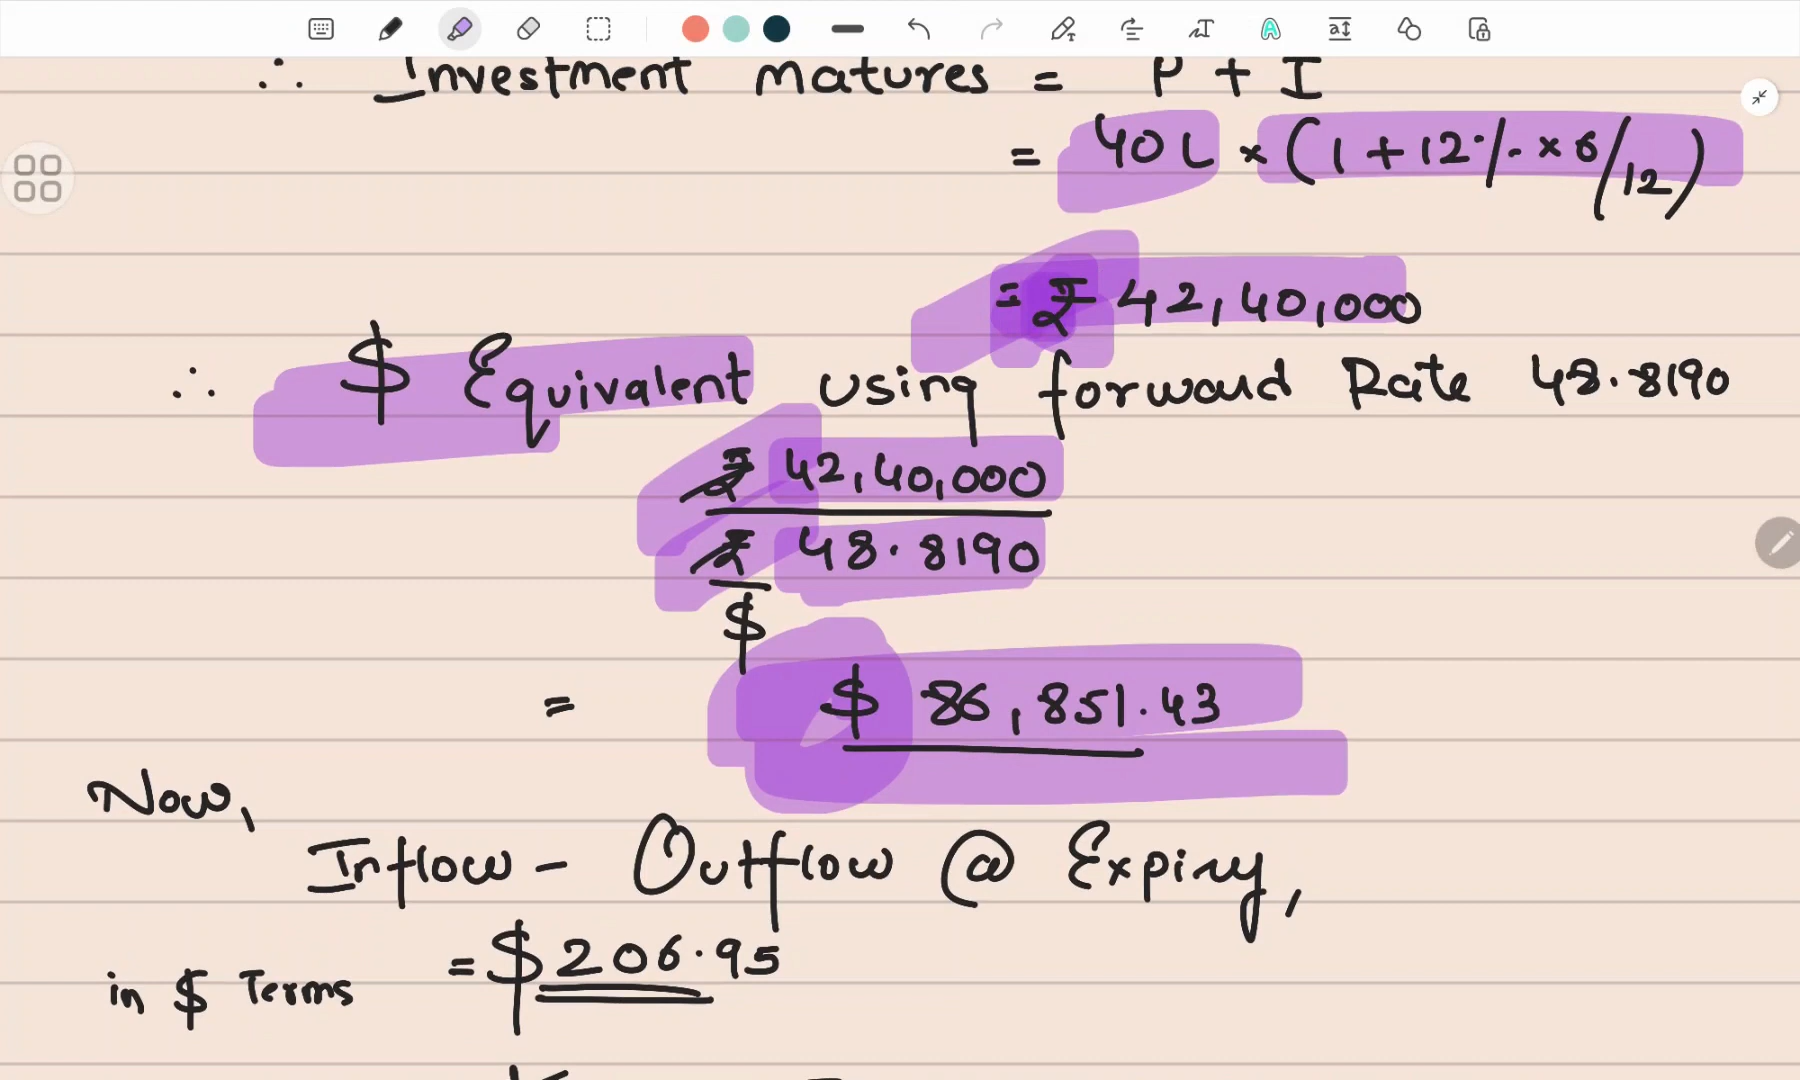 ∴ Investment matures = P + I
= 40 L × (1 + 12% × 6/12)
= ₹ 42,40,000
∴ $ Equivalent using forward Rate 48.8190
₹ 42,40,000
₹ 48.8190
$
= $ 86,851.43
Now,
Inflow - Outflow @ Expiry,
in $ Terms = $206.95